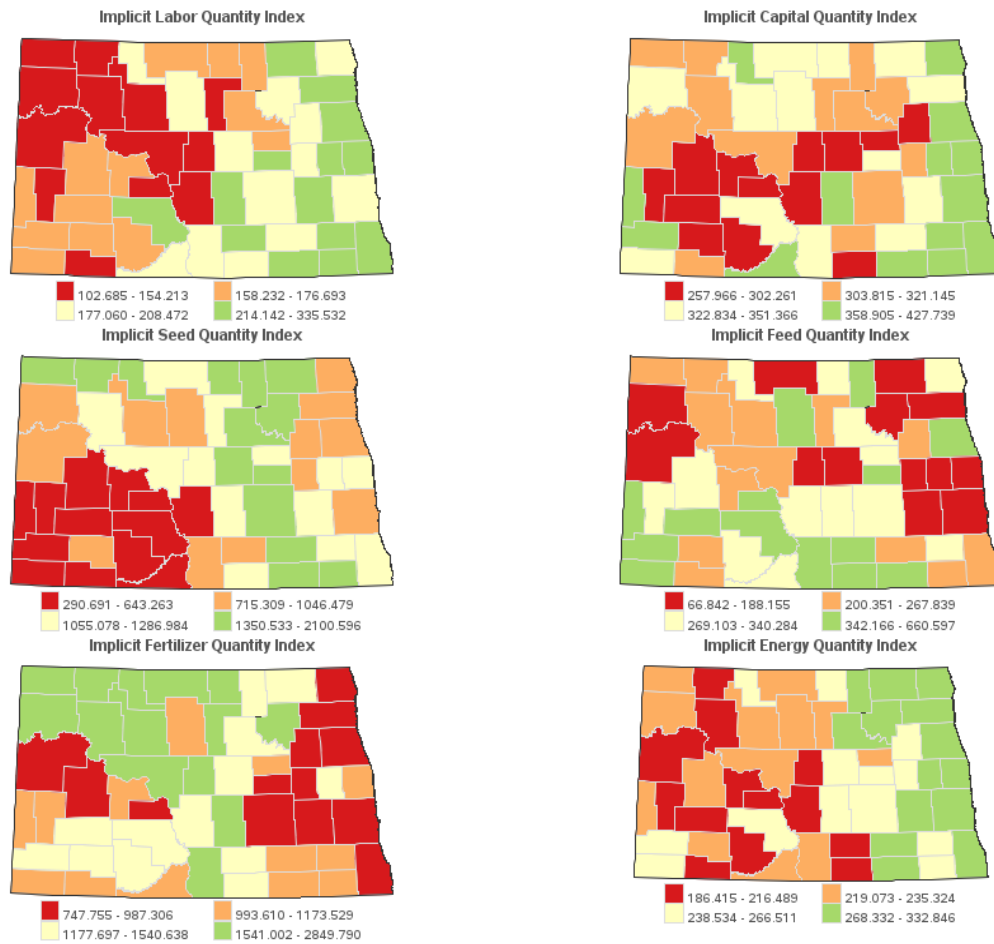 Implicit Labor Quantity Index
102.685 - 154.213 158.232 - 176.693
177.060 - 208.472 214.142 - 335.532
Implicit Capital Quantity Index
257.966 - 302.261 303.815 - 321.145
322.834 - 351.366 358.905 - 427.739
Implicit Seed Quantity Index
290.691 - 643.263 715.309 - 1046.479
1055.078 - 1286.984 1350.533 - 2100.596
Implicit Feed Quantity Index
66.842 - 188.155 200.351 - 267.839
269.103 - 340.284 342.166 - 660.597
Implicit Fertilizer Quantity Index
747.755 - 987.306 993.610 - 1173.529
1177.697 - 1540.638 1541.002 - 2849.790
Implicit Energy Quantity Index
186.415 - 216.489 219.073 - 235.324
238.534 - 266.511 268.332 - 332.846